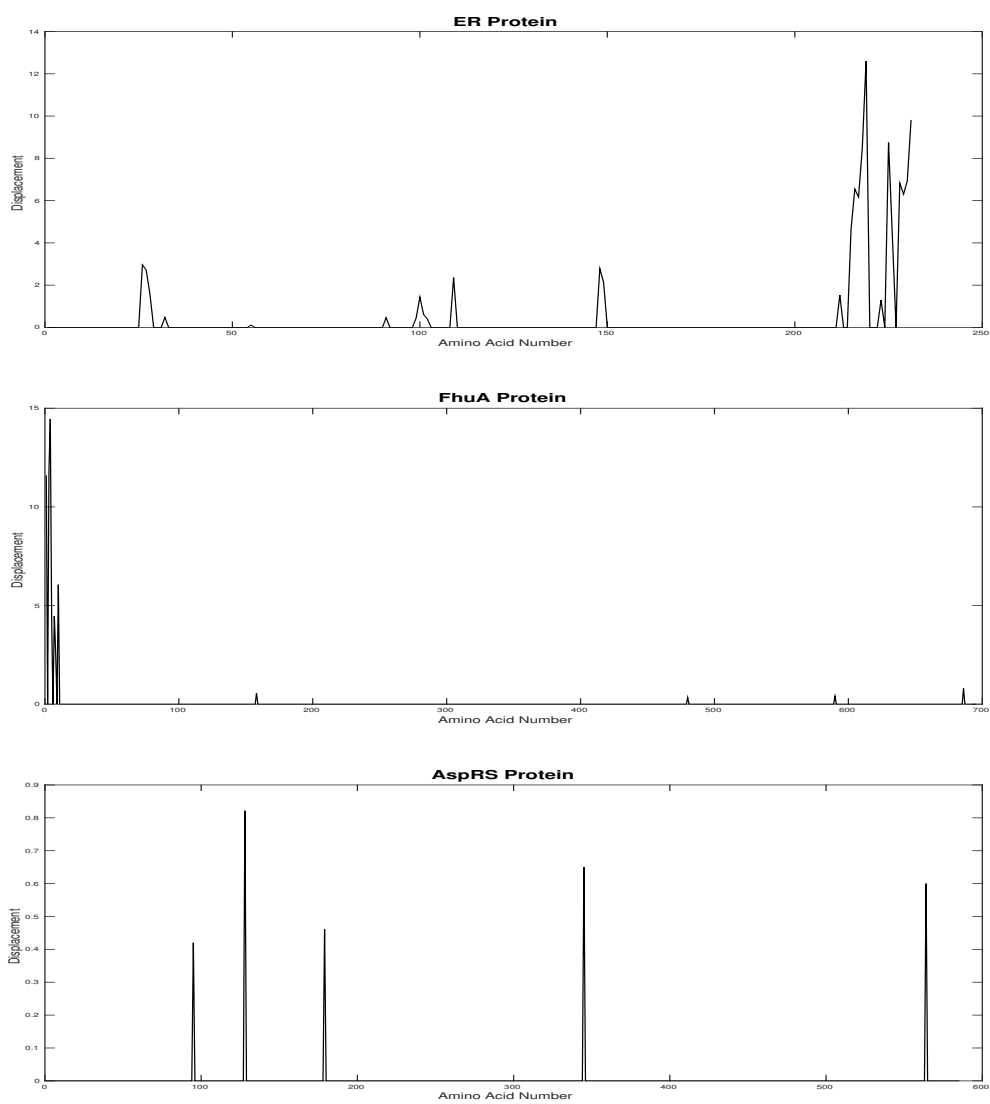 ER Protein
14
12
10
8
6
4
2
0
Displacement
0 50 100 150 200 250
Amino Acid Number
FhuA Protein
15
10
5
0
Displacement
0 100 200 300 400 500 600 700
Amino Acid Number
AspRS Protein
0.9
0.8
0.7
0.6
0.5
0.4
0.3
0.2
0.1
0
Displacement
0 100 200 300 400 500 600
Amino Acid Number